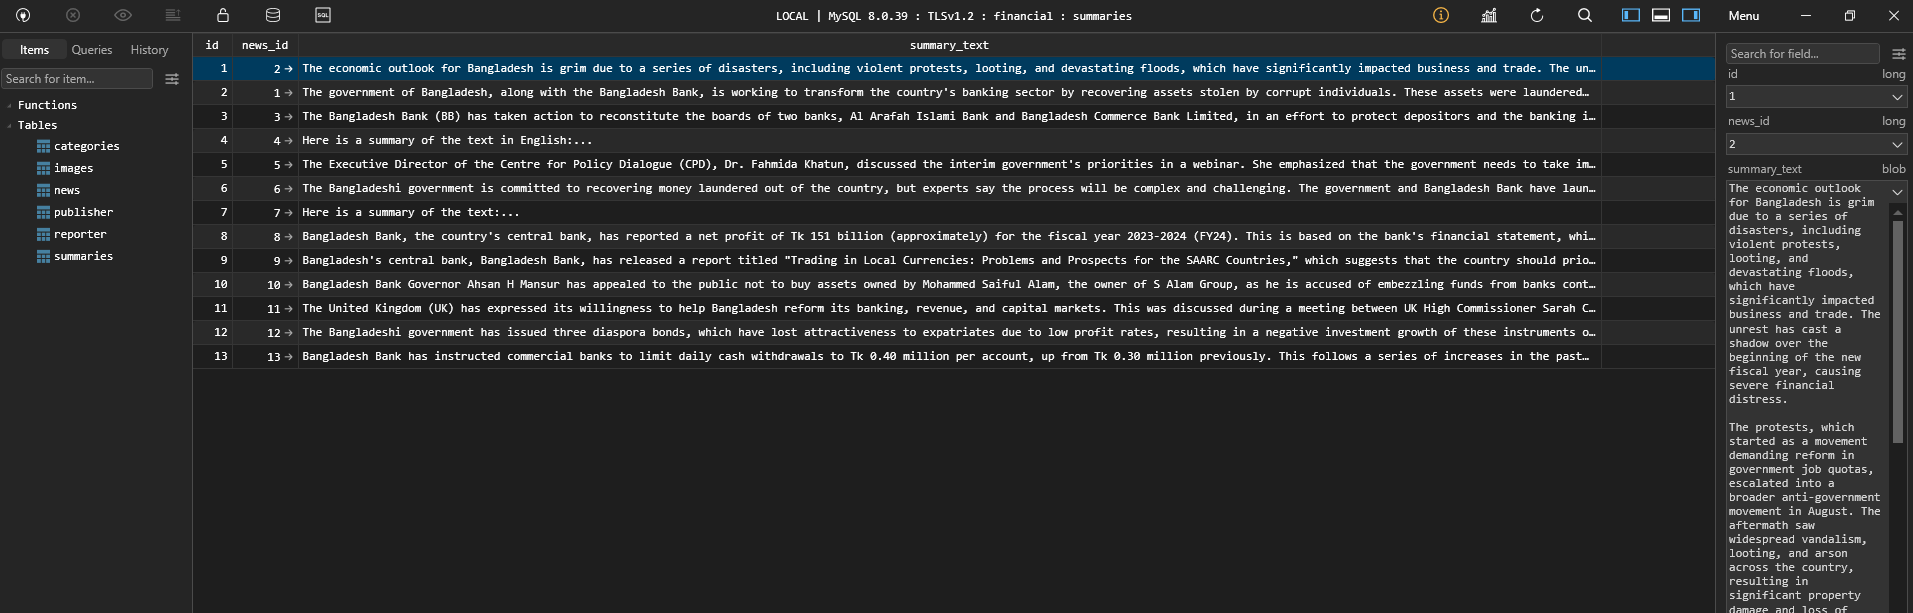 SQL
LOCAL | MySQL 8.0.39 : TLSv1.2 : financial : summaries
Menu
Items Queries History
Search for item...
Functions
Tables
categories
images
news
publisher
reporter
summaries
id news_id summary_text
1 2 → The economic outlook for Bangladesh is grim due to a series of disasters, including violent protests, looting, and devastating floods, which have significantly impacted business and trade. The un…
2 1 → The government of Bangladesh, along with the Bangladesh Bank, is working to transform the country's banking sector by recovering assets stolen by corrupt individuals. These assets were laundered…
3 3 → The Bangladesh Bank (BB) has taken action to reconstitute the boards of two banks, Al Arafah Islami Bank and Bangladesh Commerce Bank Limited, in an effort to protect depositors and the banking i…
4 4 → Here is a summary of the text in English:...
5 5 → The Executive Director of the Centre for Policy Dialogue (CPD), Dr. Fahmida Khatun, discussed the interim government's priorities in a webinar. She emphasized that the government needs to take im…
6 6 → The Bangladeshi government is committed to recovering money laundered out of the country, but experts say the process will be complex and challenging. The government and Bangladesh Bank have laun…
7 7 → Here is a summary of the text:...
8 8 → Bangladesh Bank, the country's central bank, has reported a net profit of Tk 151 billion (approximately) for the fiscal year 2023-2024 (FY24). This is based on the bank's financial statement, whi…
9 9 → Bangladesh's central bank, Bangladesh Bank, has released a report titled "Trading in Local Currencies: Problems and Prospects for the SAARC Countries," which suggests that the country should prio…
10 10 → Bangladesh Bank Governor Ahsan H Mansur has appealed to the public not to buy assets owned by Mohammed Saiful Alam, the owner of S Alam Group, as he is accused of embezzling funds from banks cont…
11 11 → The United Kingdom (UK) has expressed its willingness to help Bangladesh reform its banking, revenue, and capital markets. This was discussed during a meeting between UK High Commissioner Sarah C…
12 12 → The Bangladeshi government has issued three diaspora bonds, which have lost attractiveness to expatriates due to low profit rates, resulting in a negative investment growth of these instruments o…
13 13 → Bangladesh Bank has instructed commercial banks to limit daily cash withdrawals to Tk 0.40 million per account, up from Tk 0.30 million previously. This follows a series of increases in the past…
Search for field...
id long
1
news_id long
2
summary_text blob
The economic outlook
for Bangladesh is grim
due to a series of
disasters, including
violent protests,
looting, and
devastating floods,
which have
significantly impacted
business and trade. The
unrest has cast a
shadow over the
beginning of the new
fiscal year, causing
severe financial
distress.
The protests, which
started as a movement
demanding reform in
government job quotas,
escalated into a
broader anti-government
movement in August. The
aftermath saw
widespread vandalism,
looting, and arson
across the country,
resulting in
significant property
damage and loss of